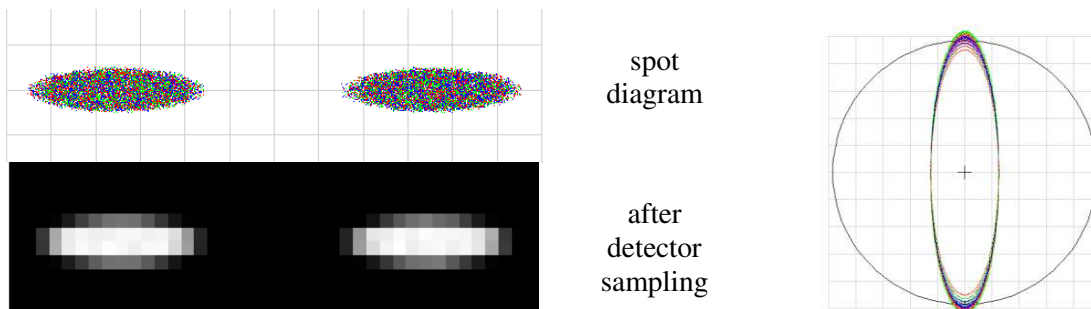 spot
diagram
after
detector
sampling